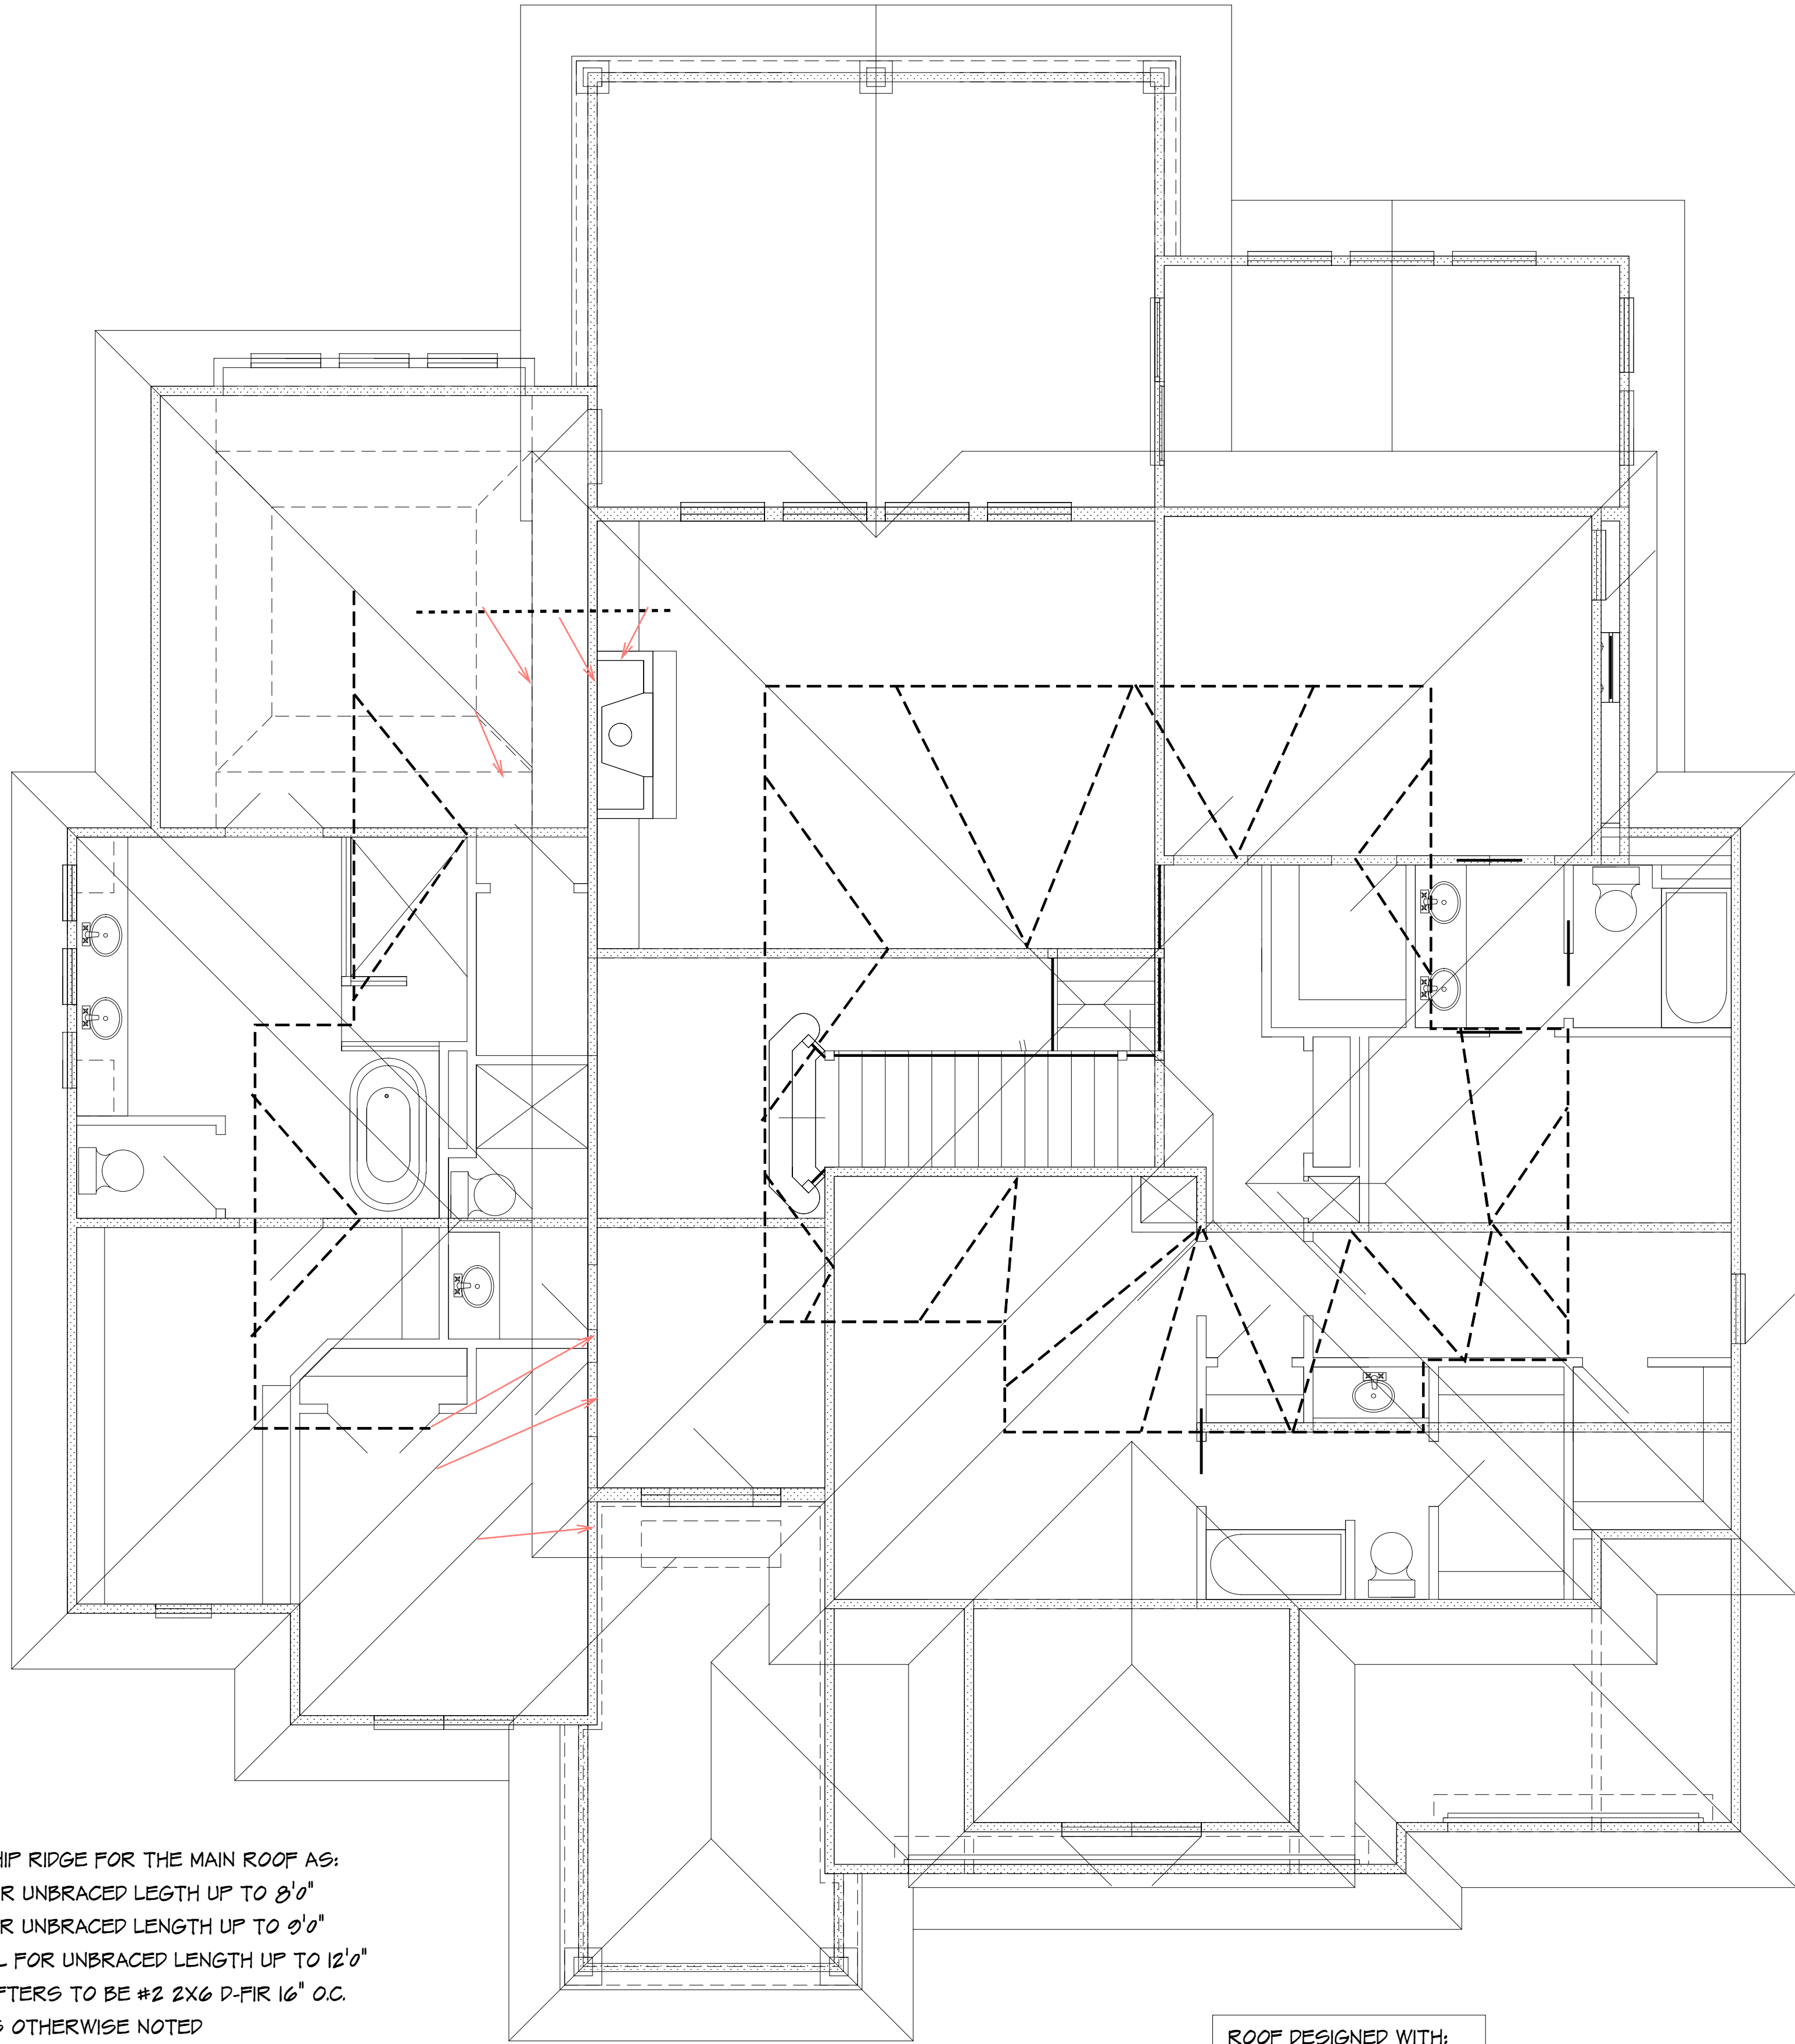 HIP RIDGE FOR THE MAIN ROOF AS:
R UNBRACED LEGTH UP TO 8'0"
R UNBRACED LENGTH UP TO 9'0"
L FOR UNBRACED LENGTH UP TO 12'0"
FTERS TO BE #2 2X6 D-FIR 16" O.C.
S OTHERWISE NOTED
ROOF DESIGNED WITH: